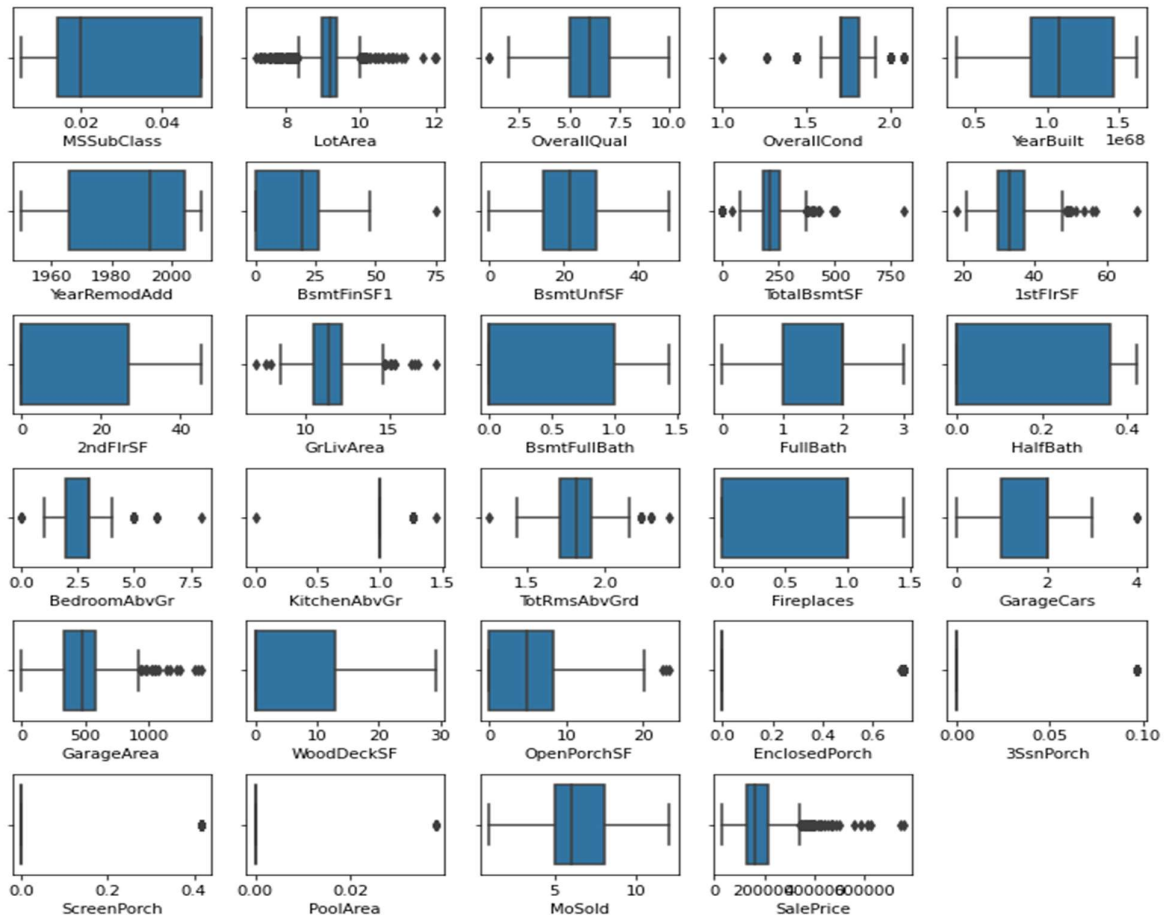 0.02 0.04 8 10 12 2.5 5.0 7.5 10.0 1.0 1.5 2.0 0.5 1.0 1.5
MSSubClass LotArea OverallQual OverallCond YearBuilt 1e68
1960 1980 2000 0 25 50 75 0 20 40 0 250 500 750 20 40 60
YearRemodAdd BsmtFinSF1 BsmtUnfSF TotalBsmtSF 1stFlrSF
0 20 40 10 15 0.0 0.5 1.0 1.5 0 1 2 3 0.0 0.2 0.4
2ndFlrSF GrLivArea BsmtFullBath FullBath HalfBath
0.0 2.5 5.0 7.5 0.0 0.5 1.0 1.5 1.5 2.0 0.0 0.5 1.0 1.5 0 2 4
BedroomAbvGr KitchenAbvGr TotRmsAbvGrd Fireplaces GarageCars
0 500 1000 0 10 20 30 0 10 20 0.0 0.2 0.4 0.6 0.00 0.05 0.10
GarageArea WoodDeckSF OpenPorchSF EnclosedPorch 3SsnPorch
0.0 0.2 0.4 0.00 0.02 5 10 0 200000 400000 600000
ScreenPorch PoolArea MoSold SalePrice